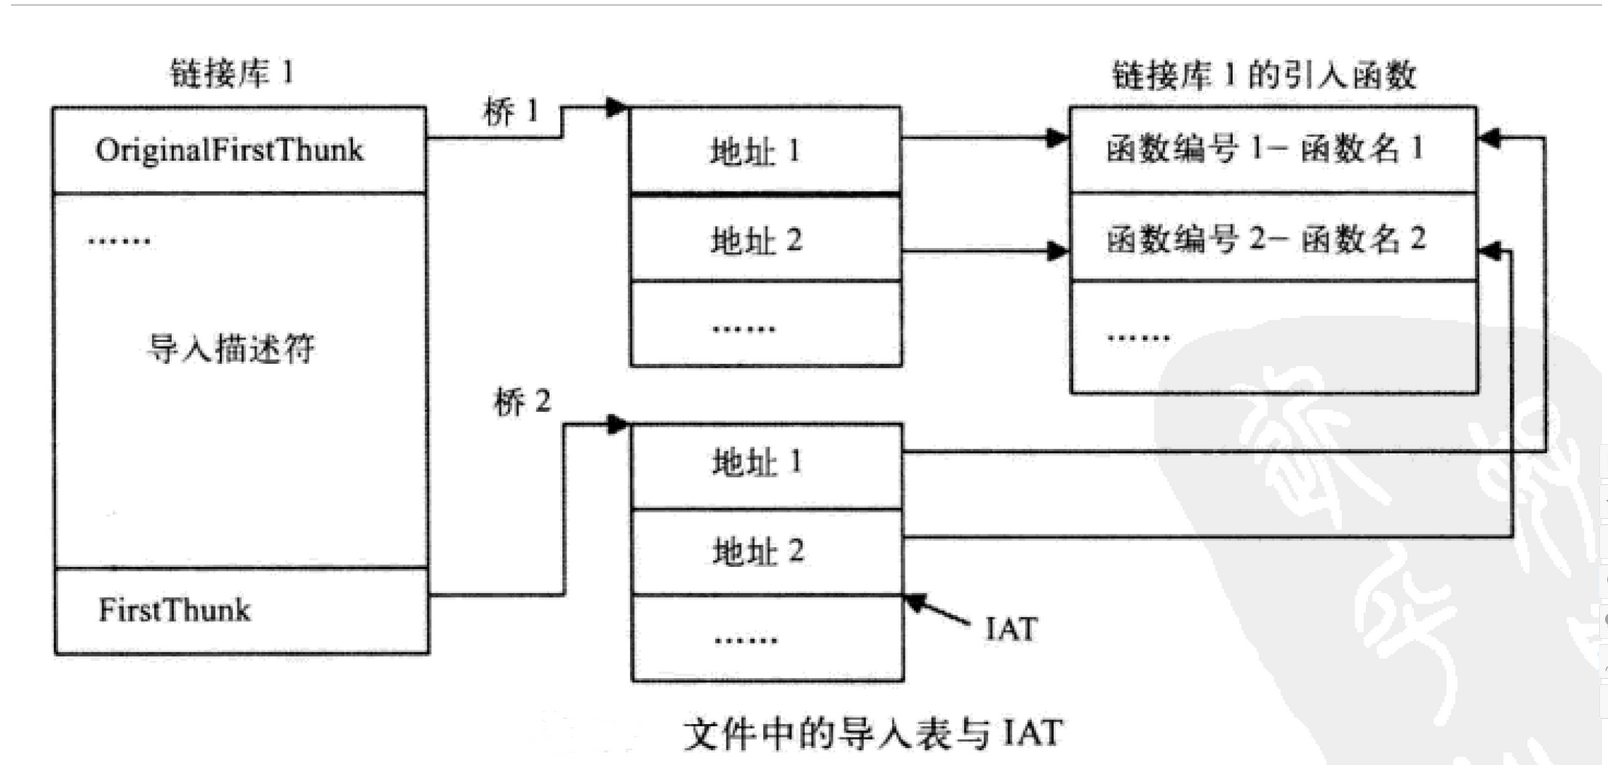 链接库 1
OriginalFirstThunk
……
导入描述符
FirstThunk
桥 1
地址 1
地址 2
……
桥 2
地址 1
地址 2
……
IAT
链接库 1 的引入函数
函数编号 1– 函数名 1
函数编号 2– 函数名 2
……
文件中的导入表与 IAT